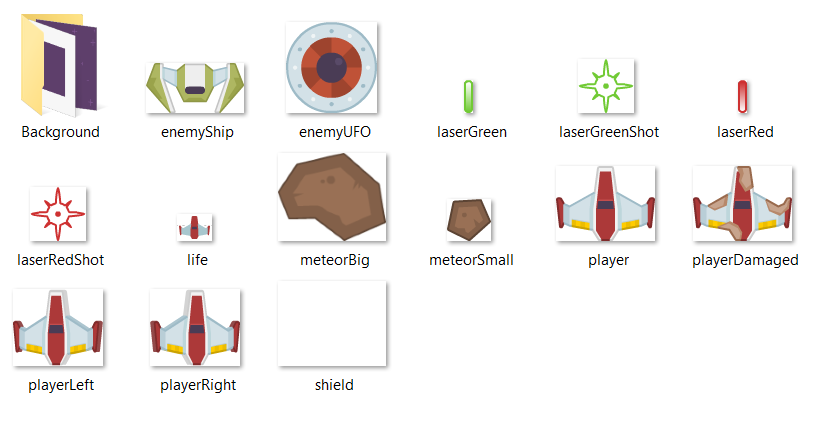 Background
enemyShip
enemyUFO
laserGreen
laserGreenShot
laserRed
laserRedShot
life
meteorBig
meteorSmall
player
playerDamaged
playerLeft
playerRight
shield